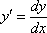 y' = dy/dx